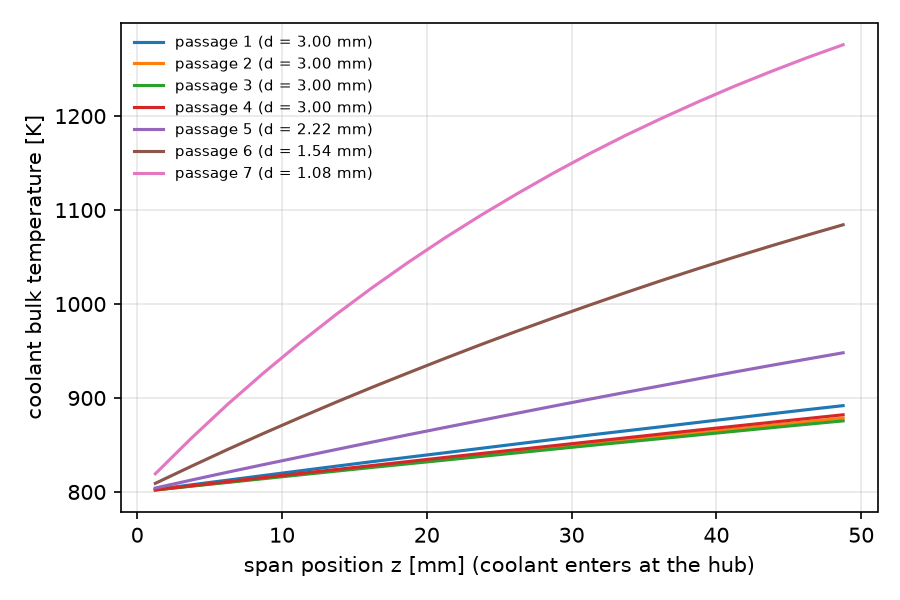 passage 1 (d = 3.00 mm)
passage 2 (d = 3.00 mm)
passage 3 (d = 3.00 mm)
passage 4 (d = 3.00 mm)
passage 5 (d = 2.22 mm)
passage 6 (d = 1.54 mm)
passage 7 (d = 1.08 mm)
coolant bulk temperature [K]
1200
1100
1000
900
800
0 10 20 30 40 50
span position z [mm] (coolant enters at the hub)